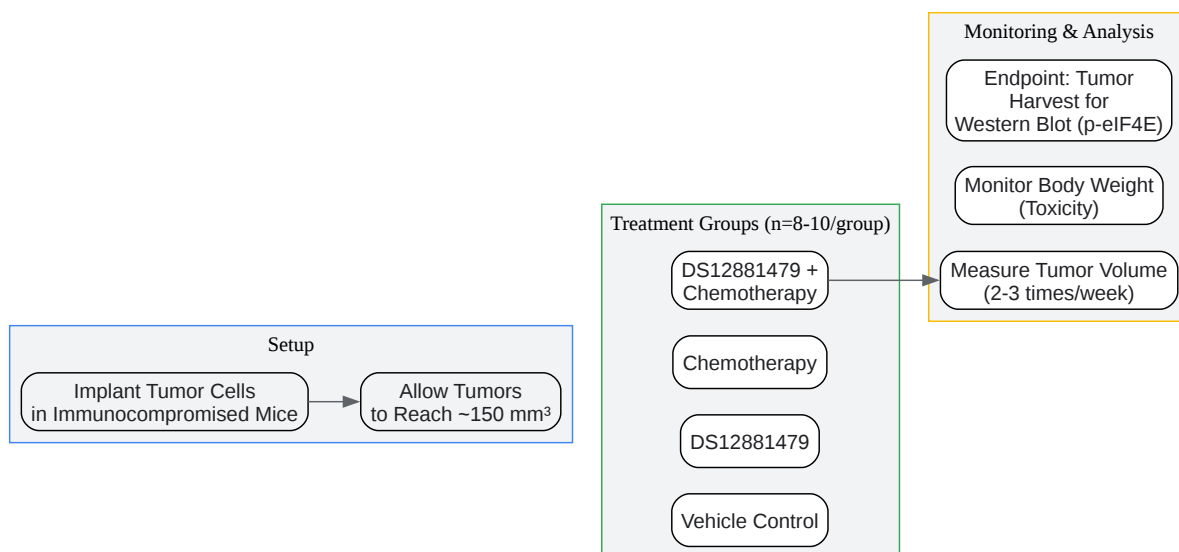 Setup
Implant Tumor Cells
in Immunocompromised Mice
Allow Tumors
to Reach ~150 mm³
Treatment Groups (n=8-10/group)
DS12881479 +
Chemotherapy
Chemotherapy
DS12881479
Vehicle Control
Monitoring & Analysis
Endpoint: Tumor
Harvest for
Western Blot (p-eIF4E)
Monitor Body Weight
(Toxicity)
Measure Tumor Volume
(2-3 times/week)